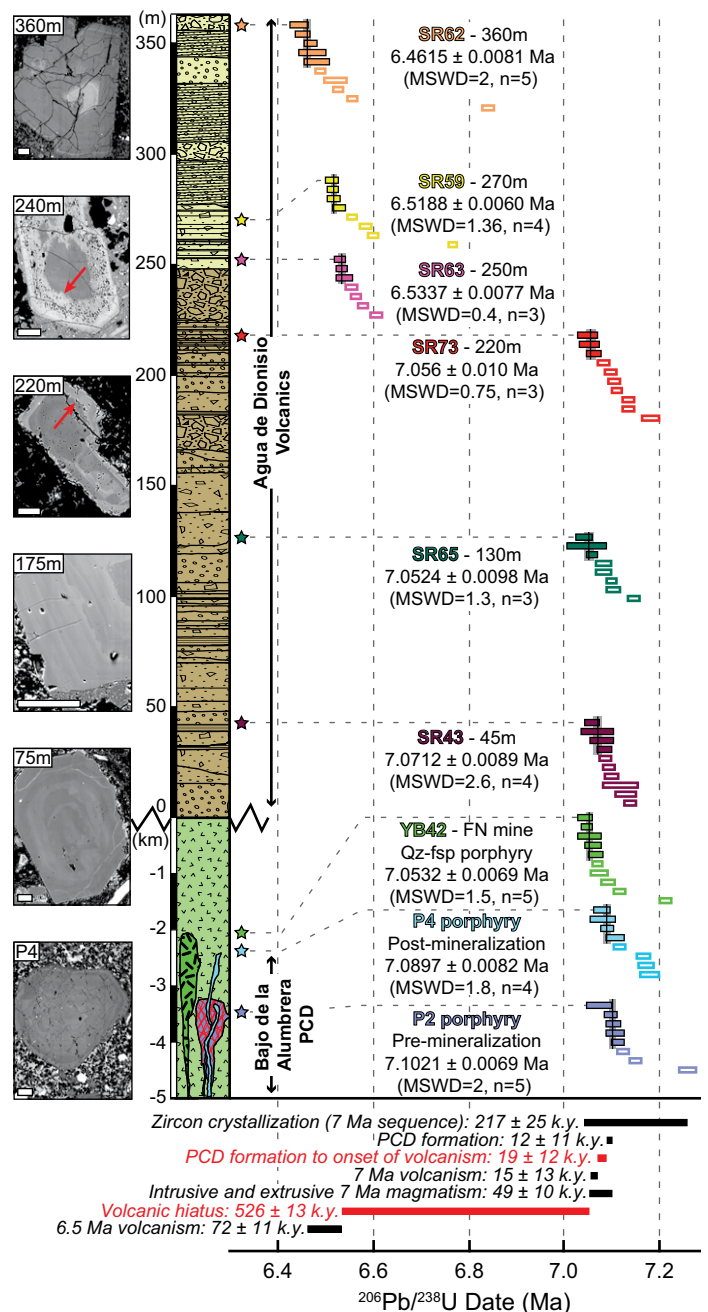 360m
240m
220m
175m
75m
P4
(m)
350
300
250
200
150
100
50
0
(km)
-1
-2
-3
-4
-5
Agua de Dionisio
Volcanics
Bajo de la
Alumbrera
PCD
SR62 - 360m
6.4615 ± 0.0081 Ma
(MSWD=2, n=5)
SR59 - 270m
6.5188 ± 0.0060 Ma
(MSWD=1.36, n=4)
SR63 - 250m
6.5337 ± 0.0077 Ma
(MSWD=0.4, n=3)
SR73 - 220m
7.056 ± 0.010 Ma
(MSWD=0.75, n=3)
SR65 - 130m
7.0524 ± 0.0098 Ma
(MSWD=1.3, n=3)
SR43 - 45m
7.0712 ± 0.0089 Ma
(MSWD=2.6, n=4)
YB42 - FN mine
Qz-fsp porphyry
7.0532 ± 0.0069 Ma
(MSWD=1.5, n=5)
P4 porphyry
Post-mineralization
7.0897 ± 0.0082 Ma
(MSWD=1.8, n=4)
P2 porphyry
Pre-mineralization
7.1021 ± 0.0069 Ma
(MSWD=2, n=5)
Zircon crystallization (7 Ma sequence): 217 ± 25 k.y.
PCD formation: 12 ± 11 k.y.
PCD formation to onset of volcanism: 19 ± 12 k.y.
7 Ma volcanism: 15 ± 13 k.y.
Intrusive and extrusive 7 Ma magmatism: 49 ± 10 k.y.
Volcanic hiatus: 526 ± 13 k.y.
6.5 Ma volcanism: 72 ± 11 k.y.
6.4 6.6 6.8 7.0 7.2
²⁰⁶Pb/²³⁸U Date (Ma)